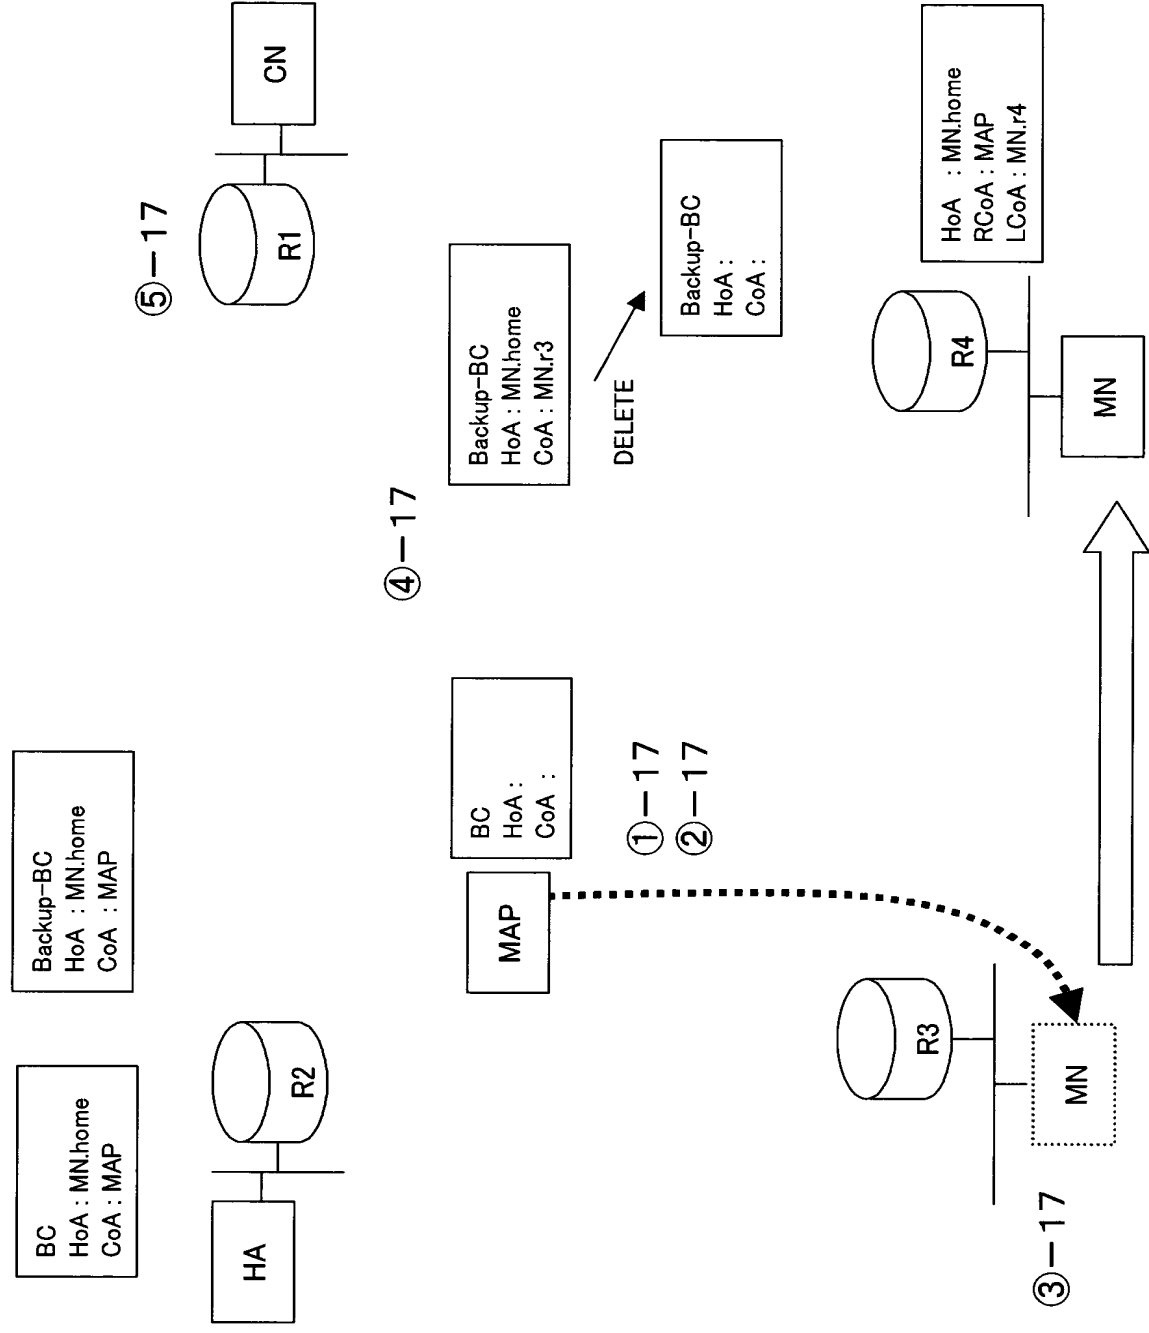 BC
HoA : MN.home
CoA : MAP
Backup-BC
HoA : MN.home
CoA : MAP
HA
R2
⑤−17
R1
CN
④−17
MAP
BC
HoA :
CoA :
Backup-BC
HoA : MN.home
CoA : MN.r3
DELETE
Backup-BC
HoA :
CoA :
①−17
②−17
③−17
R3
MN
R4
MN
HoA : MN.home
RCoA : MAP
LCoA : MN.r4